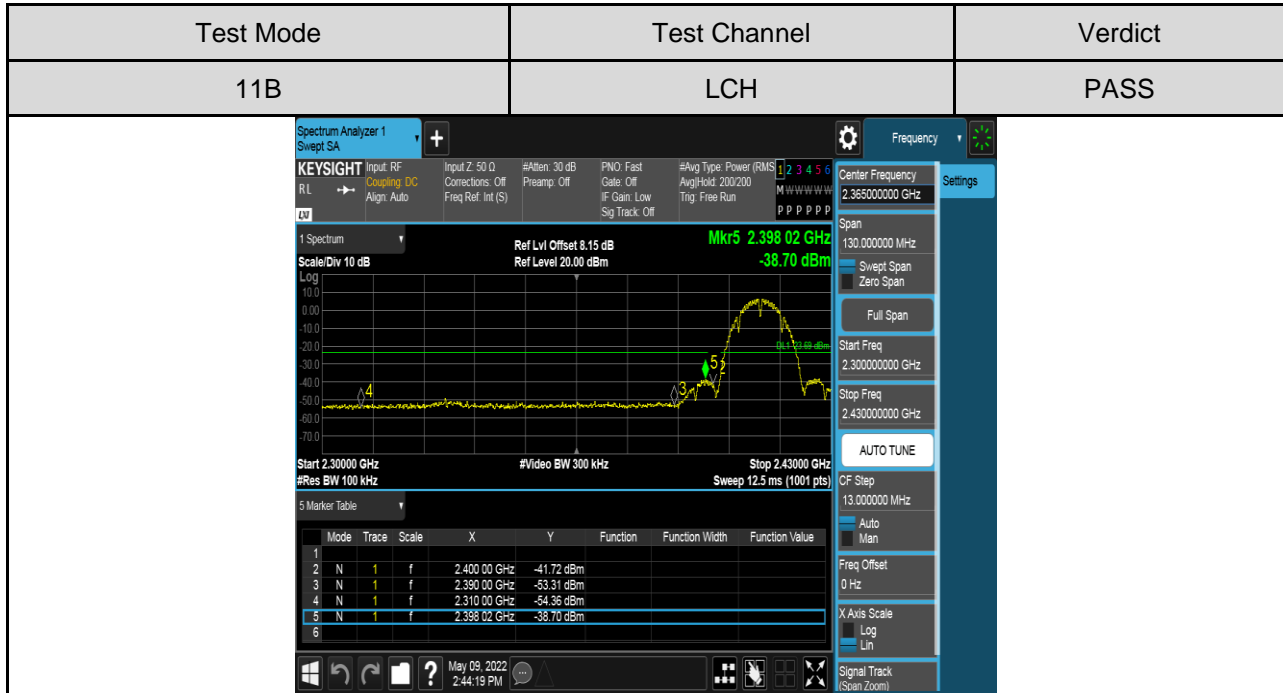 Test Mode Test Channel Verdict
11B LCH PASS
Spectrum Analyzer 1
Swept SA
+
Frequency
KEYSIGHT
RL
LXI
Input: RF
Coupling: DC
Align: Auto
Input Z: 50 Ω
Corrections: Off
Freq Ref: Int (S)
#Atten: 30 dB
Preamp: Off
PNO: Fast
Gate: Off
IF Gain: Low
Sig Track: Off
#Avg Type: Power (RMS
Avg|Hold: 200/200
Trig: Free Run
1 2 3 4 5 6
M W W W W W
P P P P P P
1 Spectrum
Scale/Div 10 dB
Ref Lvl Offset 8.15 dB
Ref Level 20.00 dBm
Mkr5 2.398 02 GHz
-38.70 dBm
Log
10.0
0.00
-10.0
-20.0
-30.0
-40.0
-50.0
-60.0
-70.0
DL1 -23.69 dBm
4
3
5
2
Start 2.30000 GHz #Video BW 300 kHz Stop 2.43000 GHz
#Res BW 100 kHz Sweep 12.5 ms (1001 pts)
5 Marker Table
Mode Trace Scale X Y Function Function Width Function Value
1
2 N 1 f 2.400 00 GHz -41.72 dBm
3 N 1 f 2.390 00 GHz -53.31 dBm
4 N 1 f 2.310 00 GHz -54.36 dBm
5 N 1 f 2.398 02 GHz -38.70 dBm
6
?
May 09, 2022
2:44:19 PM
Center Frequency
2.365000000 GHz
Settings
Span
130.000000 MHz
Swept Span
Zero Span
Full Span
Start Freq
2.300000000 GHz
Stop Freq
2.430000000 GHz
AUTO TUNE
CF Step
13.000000 MHz
Auto
Man
Freq Offset
0 Hz
X Axis Scale
Log
Lin
Signal Track
(Span Zoom)